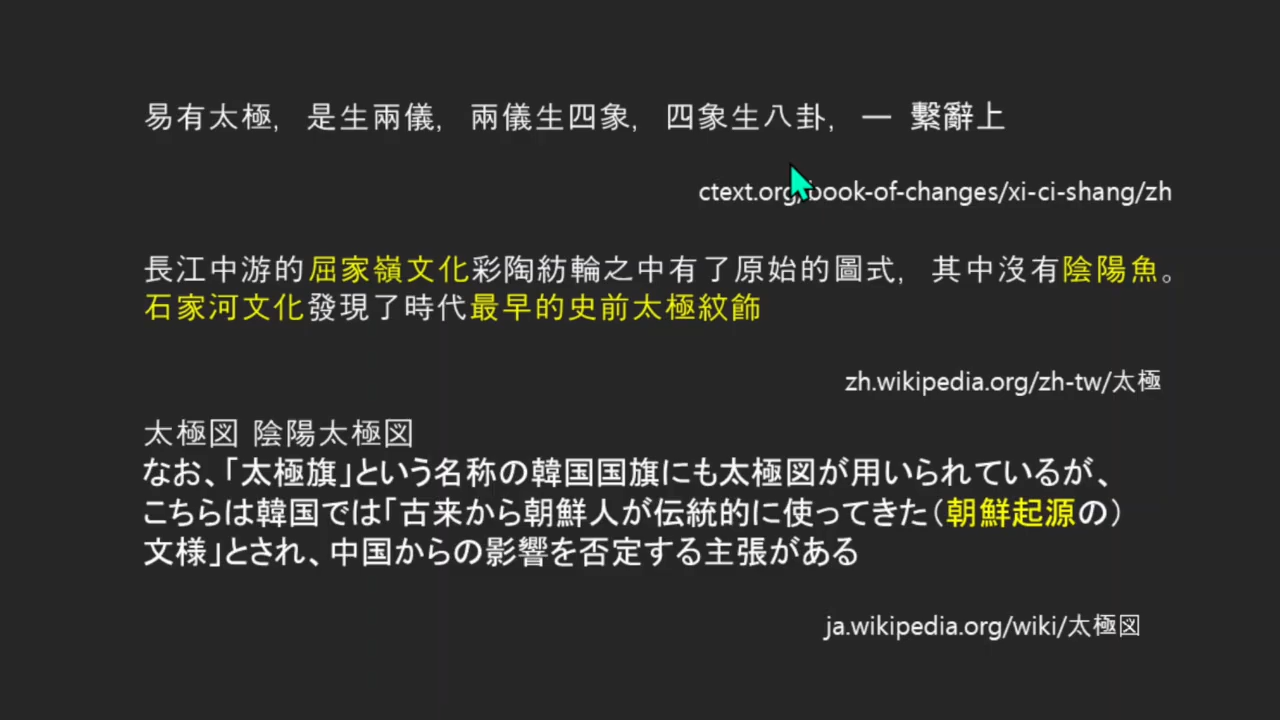 易有太極, 是生兩儀, 兩儀生四象, 四象生八卦, ― 繫辭上
ctext.org/book-of-changes/xi-ci-shang/zh
長江中游的屈家嶺文化彩陶紡輪之中有了原始的圖式, 其中沒有陰陽魚。
石家河文化發現了時代最早的史前太極紋飾
zh.wikipedia.org/zh-tw/太極
太極図 陰陽太極図
なお、「太極旗」という名称の韓国国旗にも太極図が用いられているが、
こちらは韓国では「古来から朝鮮人が伝統的に使ってきた（朝鮮起源の）
文様」とされ、中国からの影響を否定する主張がある
ja.wikipedia.org/wiki/太極図